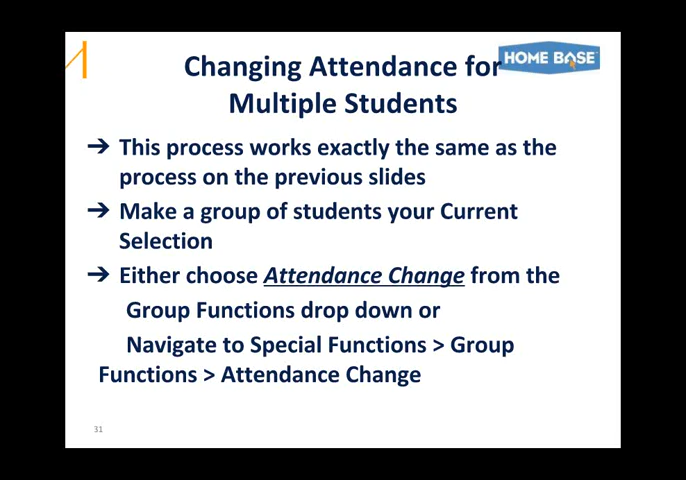 HOME BASE
Changing Attendance for
Multiple Students
➔ This process works exactly the same as the
process on the previous slides
➔ Make a group of students your Current
Selection
➔ Either choose Attendance Change from the
Group Functions drop down or
Navigate to Special Functions > Group
Functions > Attendance Change
31